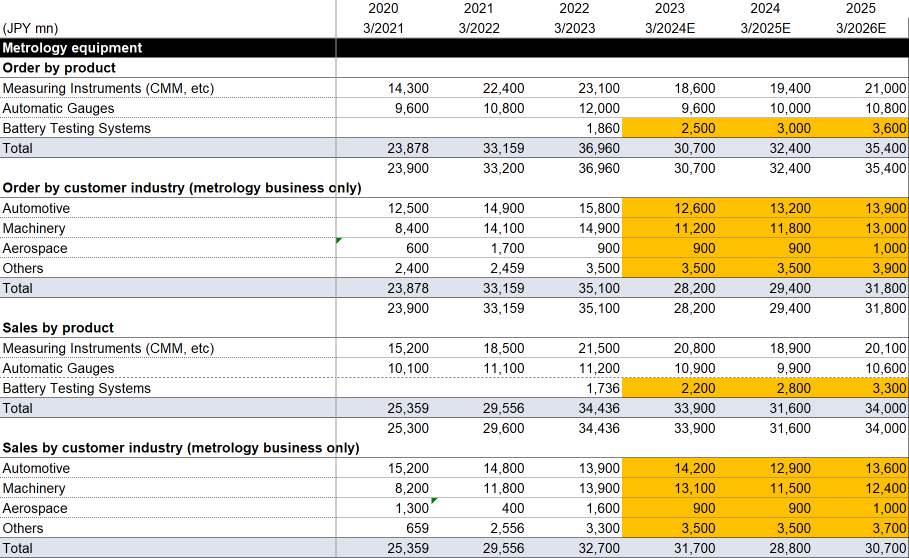 2020 2021 2022 2023 2024 2025
(JPY mn) 3/2021 3/2022 3/2023 3/2024E 3/2025E 3/2026E
Metrology equipment
Order by product
Measuring Instruments (CMM, etc) 14,300 22,400 23,100 18,600 19,400 21,000
Automatic Gauges 9,600 10,800 12,000 9,600 10,000 10,800
Battery Testing Systems 1,860 2,500 3,000 3,600
Total 23,878 33,159 36,960 30,700 32,400 35,400
23,900 33,200 36,960 30,700 32,400 35,400
Order by customer industry (metrology business only)
Automotive 12,500 14,900 15,800 12,600 13,200 13,900
Machinery 8,400 14,100 14,900 11,200 11,800 13,000
Aerospace 600 1,700 900 900 900 1,000
Others 2,400 2,459 3,500 3,500 3,500 3,900
Total 23,878 33,159 35,100 28,200 29,400 31,800
23,900 33,159 35,100 28,200 29,400 31,800
Sales by product
Measuring Instruments (CMM, etc) 15,200 18,500 21,500 20,800 18,900 20,100
Automatic Gauges 10,100 11,100 11,200 10,900 9,900 10,600
Battery Testing Systems 1,736 2,200 2,800 3,300
Total 25,359 29,556 34,436 33,900 31,600 34,000
25,300 29,600 34,436 33,900 31,600 34,000
Sales by customer industry (metrology business only)
Automotive 15,200 14,800 13,900 14,200 12,900 13,600
Machinery 8,200 11,800 13,900 13,100 11,500 12,400
Aerospace 1,300 400 1,600 900 900 1,000
Others 659 2,556 3,300 3,500 3,500 3,700
Total 25,359 29,556 32,700 31,700 28,800 30,700